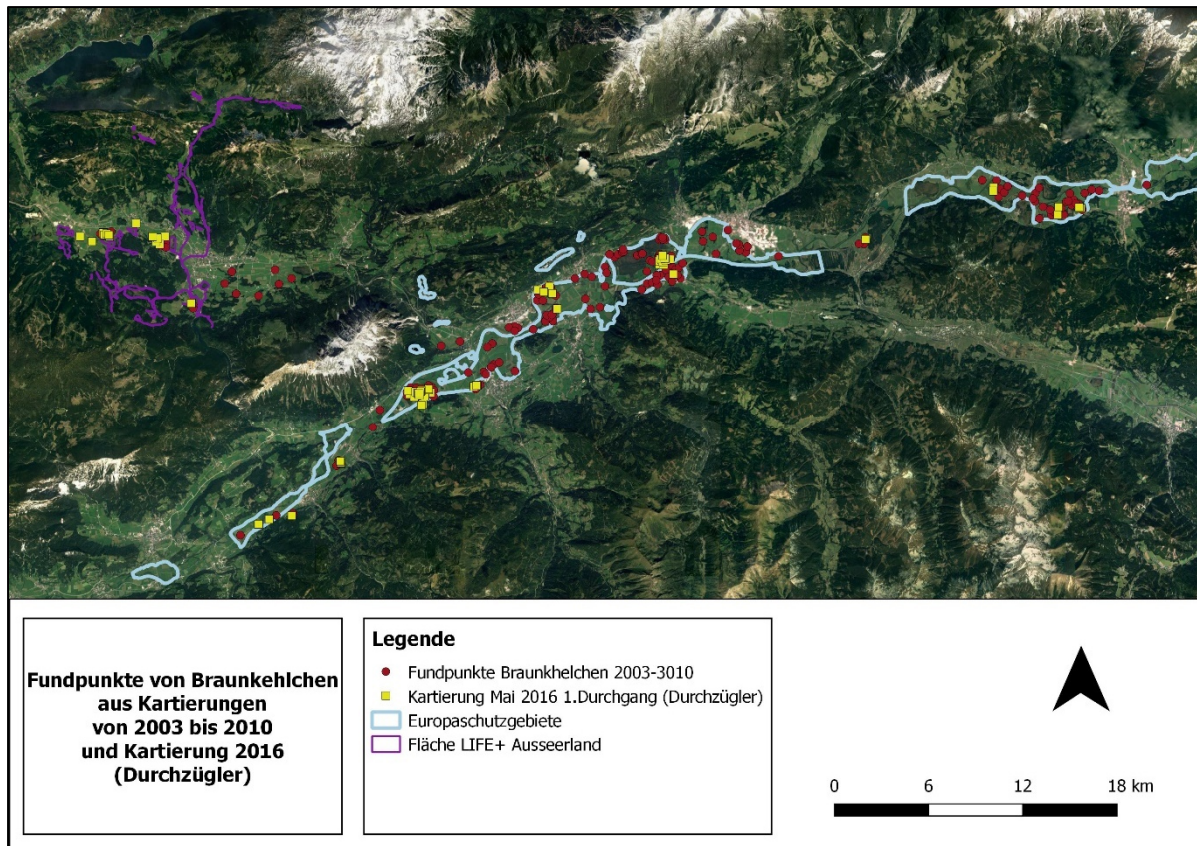 Fundpunkte von Braunkehlchen
aus Kartierungen
von 2003 bis 2010
und Kartierung 2016
(Durchzügler)
Legende
Fundpunkte Braunkhelchen 2003-3010
Kartierung Mai 2016 1.Durchgang (Durchzügler)
Europaschutzgebiete
Fläche LIFE+ Ausseerland
0 6 12 18 km